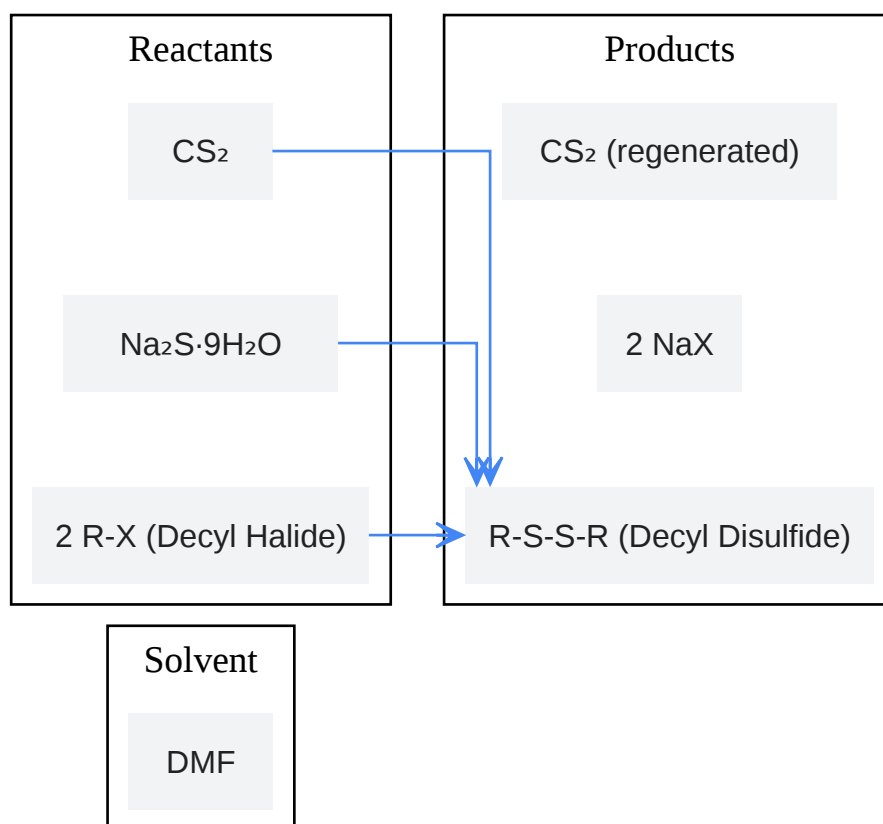 Reactants
CS₂
Na₂S·9H₂O
2 R-X (Decyl Halide)
Products
CS₂ (regenerated)
2 NaX
R-S-S-R (Decyl Disulfide)
Solvent
DMF